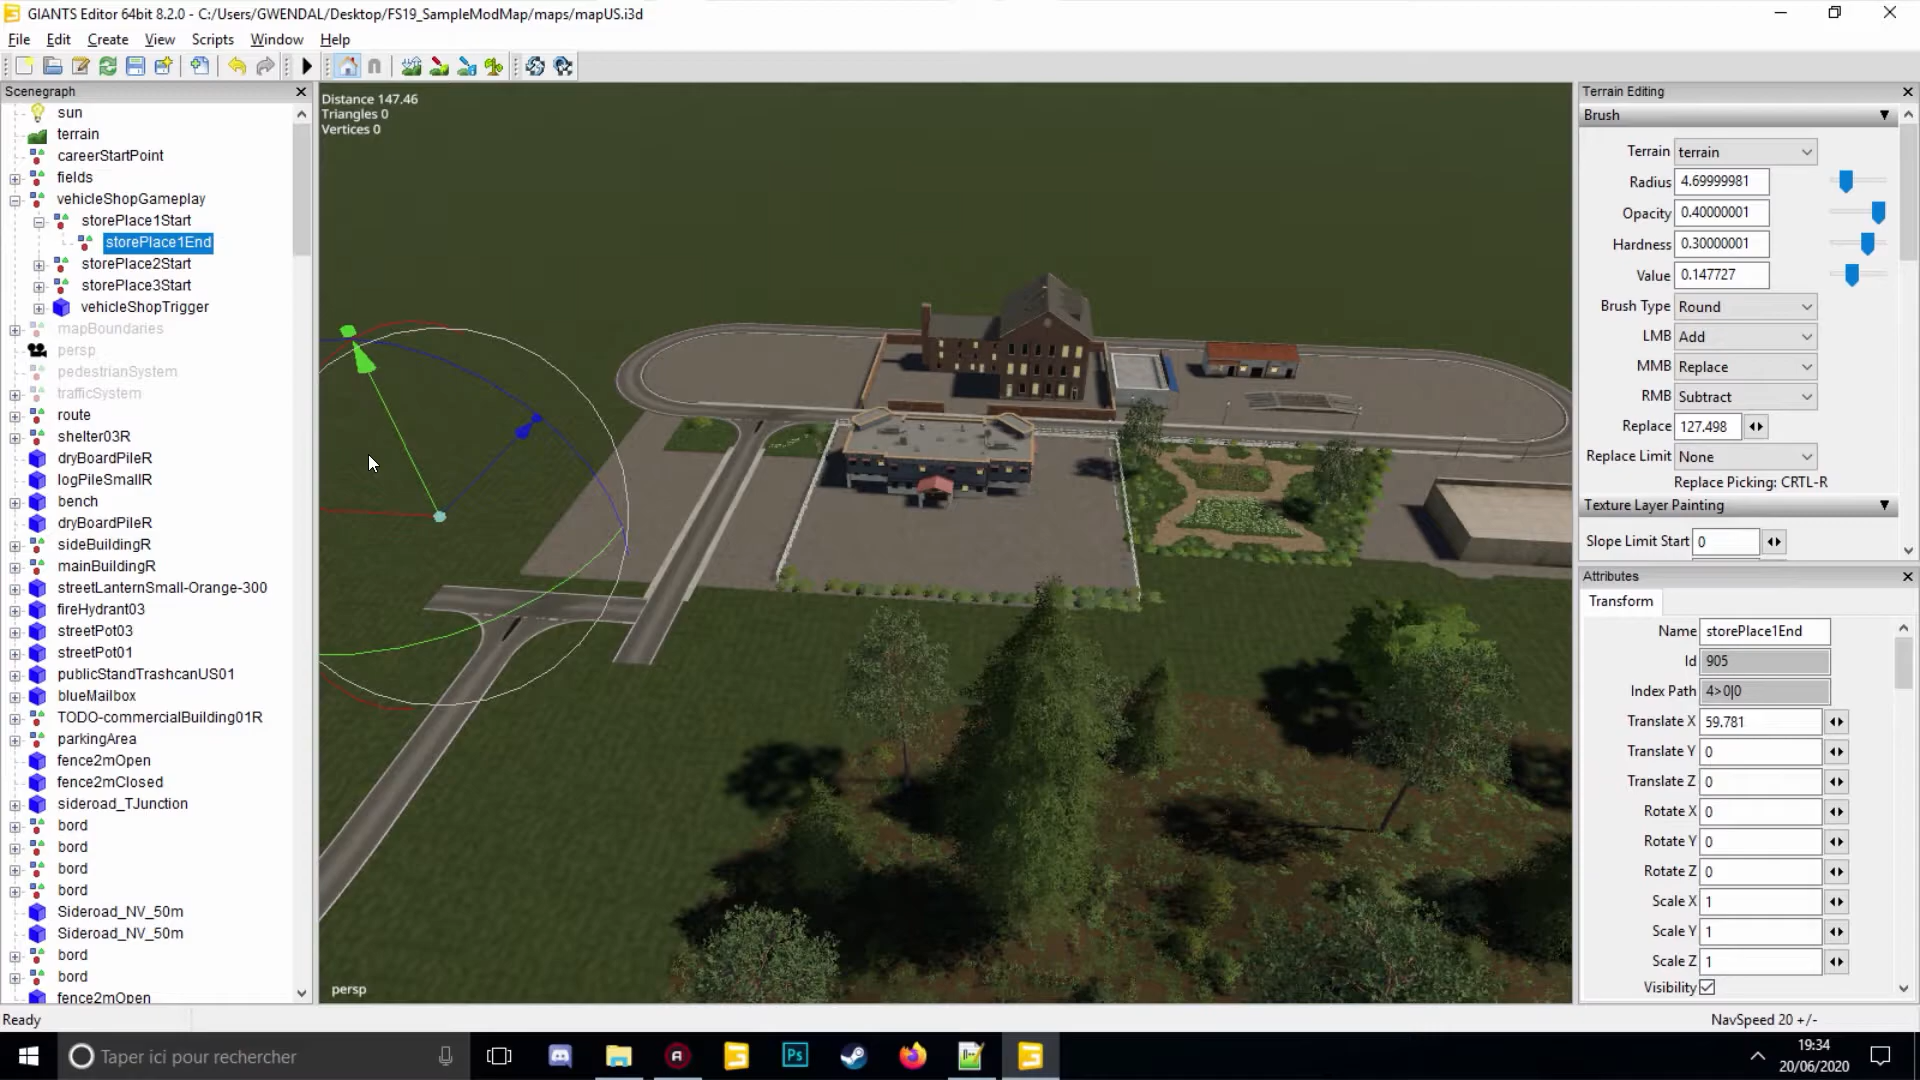 GIANTS Editor 64bit 8.2.0 - C:/Users/GWENDAL/Desktop/FS19_SampleModMap/maps/mapUS.i3d
File Edit Create View Scripts Window Help
Scenegraph
sun
terrain
careerStartPoint
fields
vehicleShopGameplay
storePlace1Start
storePlace1End
storePlace2Start
storePlace3Start
vehicleShopTrigger
mapBoundaries
persp
pedestrianSystem
trafficSystem
route
shelter03R
dryBoardPileR
logPileSmallR
bench
dryBoardPileR
sideBuildingR
mainBuildingR
streetLanternSmall-Orange-300
fireHydrant03
streetPot03
streetPot01
publicStandTrashcanUS01
blueMailbox
TODO-commercialBuilding01R
parkingArea
fence2mOpen
fence2mClosed
sideroad_TJunction
bord
bord
bord
bord
Sideroad_NV_50m
Sideroad_NV_50m
bord
bord
fence2mOpen
Distance 147.46
Triangles 0
Vertices 0
persp
Terrain Editing
Brush
Terrain terrain
Radius 4.69999981
Opacity 0.40000001
Hardness 0.30000001
Value 0.147727
Brush Type Round
LMB Add
MMB Replace
RMB Subtract
Replace 127.498
Replace Limit None
Replace Picking: CRTL-R
Texture Layer Painting
Slope Limit Start 0
Attributes
Transform
Name storePlace1End
Id 905
Index Path 4>0|0
Translate X 59.781
Translate Y 0
Translate Z 0
Rotate X 0
Rotate Y 0
Rotate Z 0
Scale X 1
Scale Y 1
Scale Z 1
Visibility
Ready
NavSpeed 20 +/-
Taper ici pour rechercher
Ps
19:34
20/06/2020